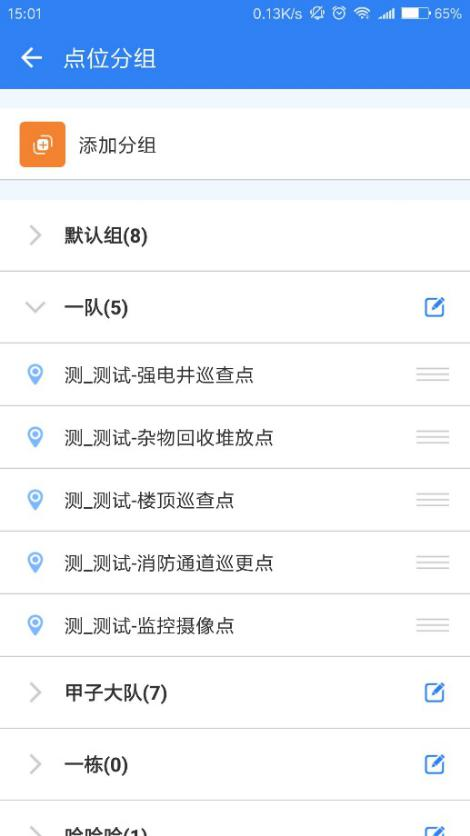 15:01 0.13K/s 65%
点位分组
添加分组
默认组(8)
一队(5)
测_测试-强电井巡查点
测_测试-杂物回收堆放点
测_测试-楼顶巡查点
测_测试-消防通道巡更点
测_测试-监控摄像点
甲子大队(7)
一栋(0)
哈哈哈(1)